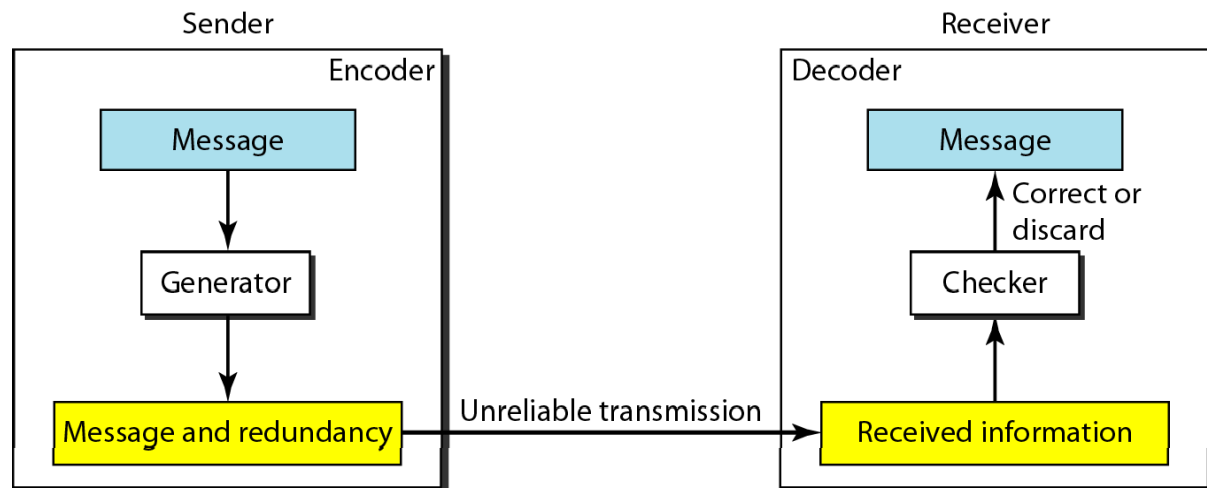 Sender
Encoder
Message
Generator
Message and redundancy
Unreliable transmission
Receiver
Decoder
Message
Correct or
discard
Checker
Received information